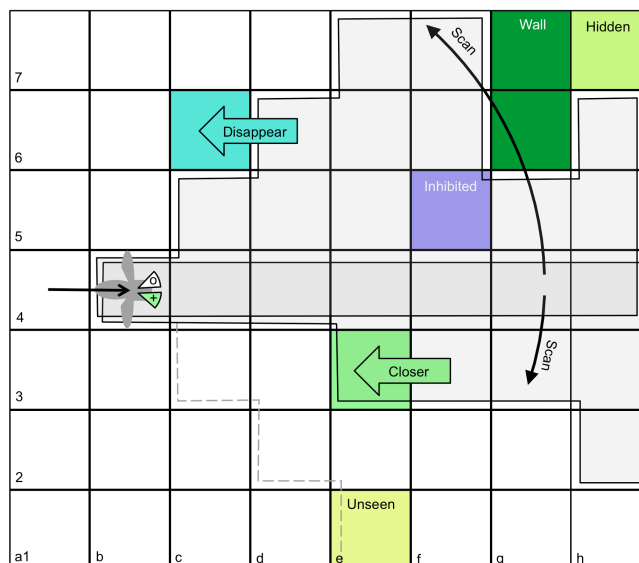 Scan
Wall
Hidden
7
Disappear
6
Inhibited
5
o
+
4
Scan
Closer
3
2
Unseen
a1 b c d e f g h